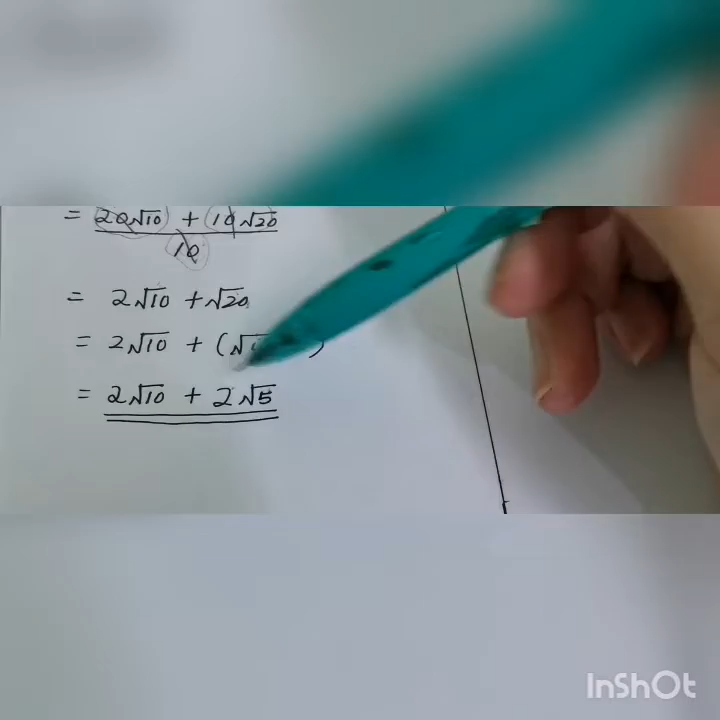 = 20√10 + 10√20
10
= 2√10 + √20
= 2√10 + (√ )
= 2√10 + 2√5
InShOt